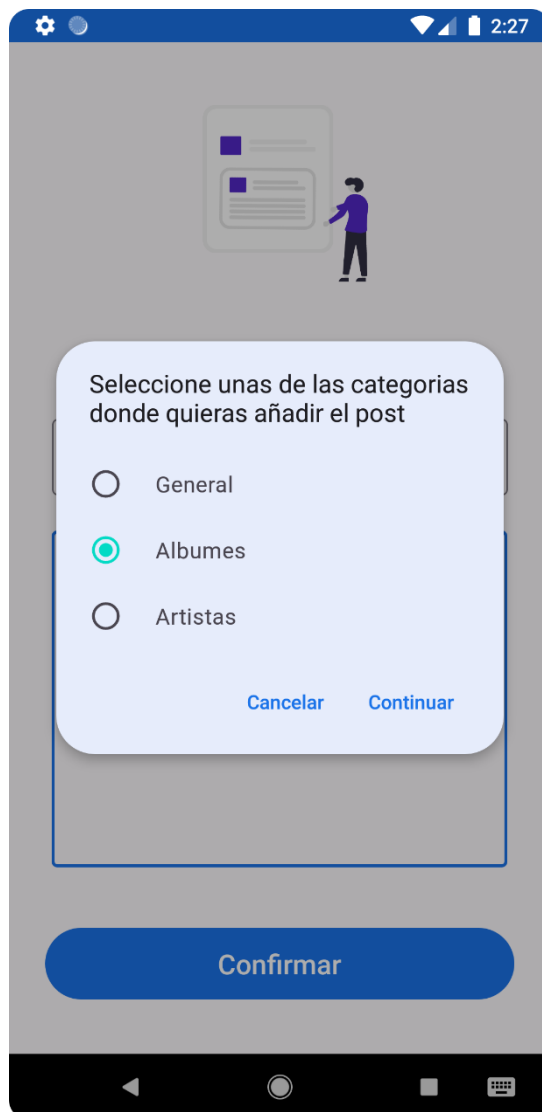 2:27
Seleccione unas de las categorias
donde quieras añadir el post
General
Albumes
Artistas
Cancelar Continuar
Confirmar